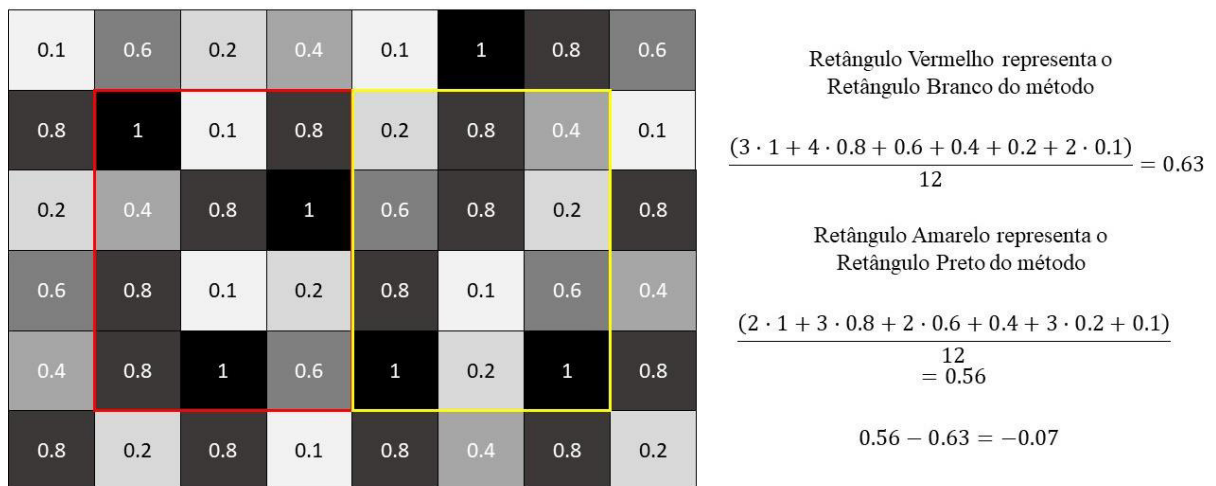 0.1 0.6 0.2 0.4 0.1 1 0.8 0.6
0.8 1 0.1 0.8 0.2 0.8 0.4 0.1
0.2 0.4 0.8 1 0.6 0.8 0.2 0.8
0.6 0.8 0.1 0.2 0.8 0.1 0.6 0.4
0.4 0.8 1 0.6 1 0.2 1 0.8
0.8 0.2 0.8 0.1 0.8 0.4 0.8 0.2
Retângulo Vermelho representa o
Retângulo Branco do método
(3 · 1 + 4 · 0.8 + 0.6 + 0.4 + 0.2 + 2 · 0.1)
12
= 0.63
Retângulo Amarelo representa o
Retângulo Preto do método
(2 · 1 + 3 · 0.8 + 2 · 0.6 + 0.4 + 3 · 0.2 + 0.1)
12
= 0.56
0.56 − 0.63 = −0.07